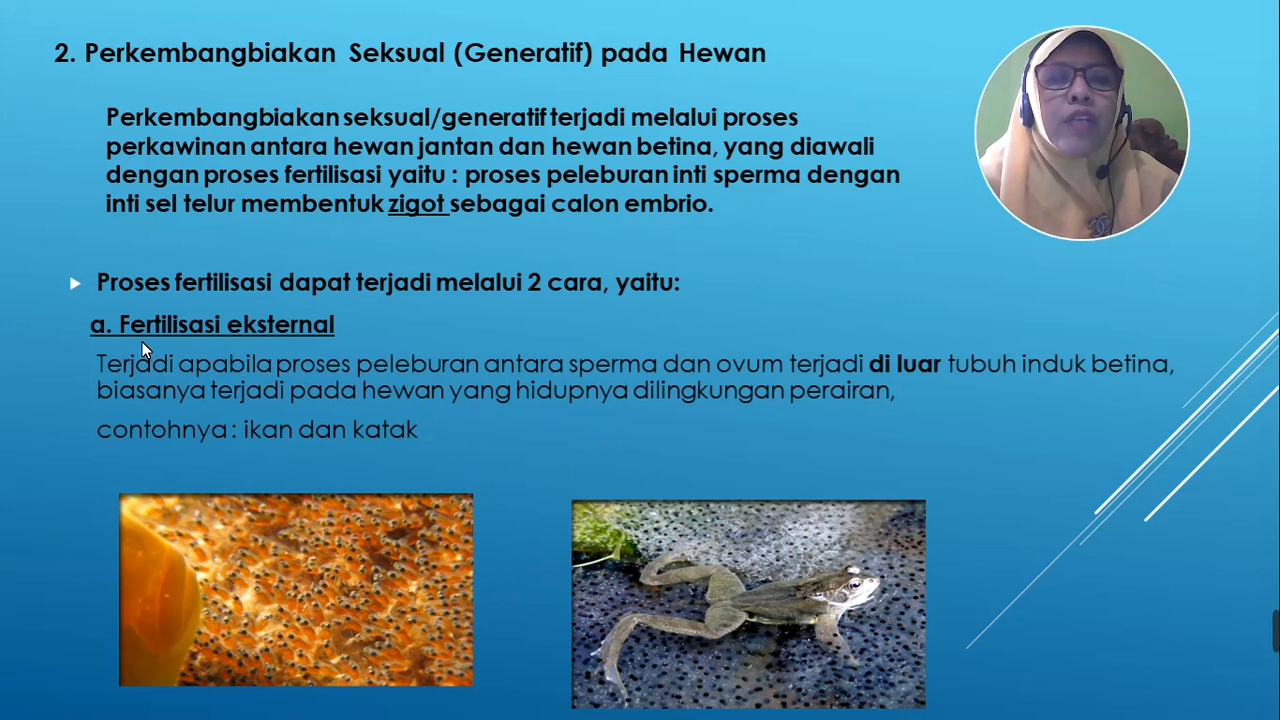 2. Perkembangbiakan Seksual (Generatif) pada Hewan
Perkembangbiakan seksual/generatif terjadi melalui proses
perkawinan antara hewan jantan dan hewan betina, yang diawali
dengan proses fertilisasi yaitu : proses peleburan inti sperma dengan
inti sel telur membentuk zigot sebagai calon embrio.
Proses fertilisasi dapat terjadi melalui 2 cara, yaitu:
a. Fertilisasi eksternal
Terjadi apabila proses peleburan antara sperma dan ovum terjadi di luar tubuh induk betina,
biasanya terjadi pada hewan yang hidupnya dilingkungan perairan,
contohnya : ikan dan katak